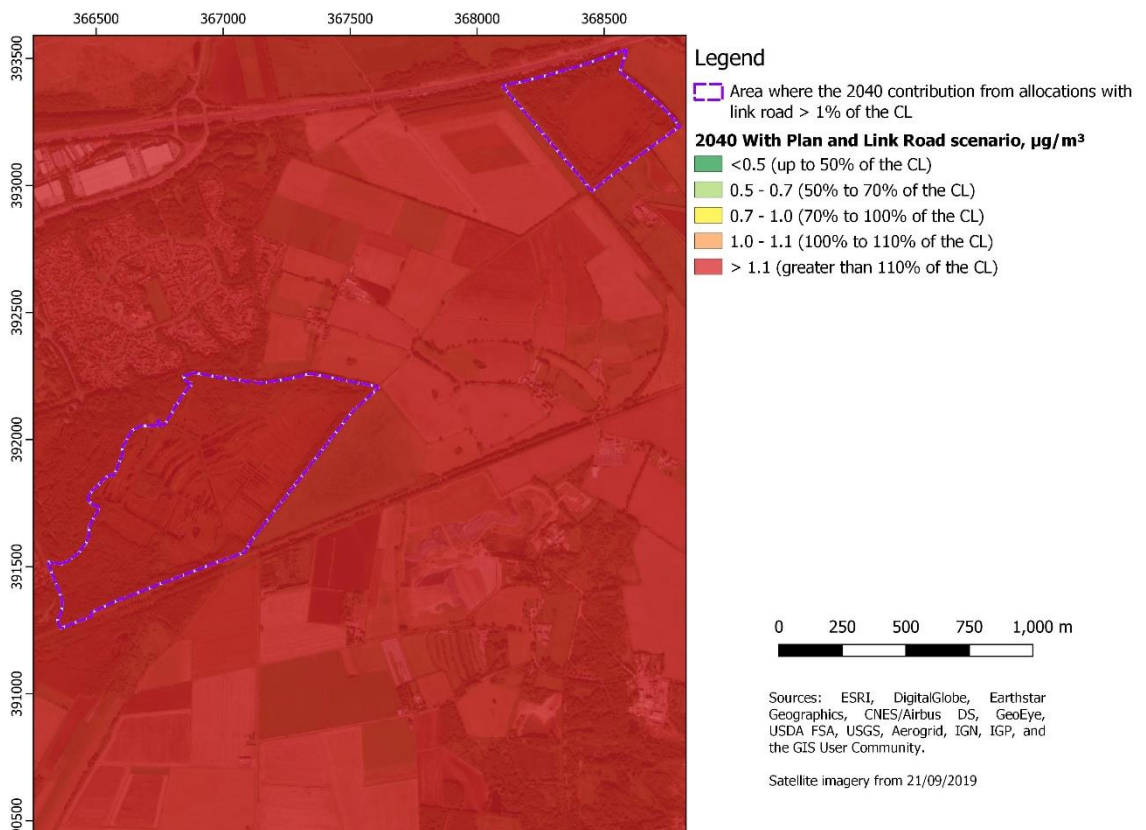 366500 367000 367500 368000 368500
393500
393000
392500
392000
391500
391000
Legend
Area where the 2040 contribution from allocations with
link road > 1% of the CL
2040 With Plan and Link Road scenario, µg/m³
<0.5 (up to 50% of the CL)
0.5 - 0.7 (50% to 70% of the CL)
0.7 - 1.0 (70% to 100% of the CL)
1.0 - 1.1 (100% to 110% of the CL)
> 1.1 (greater than 110% of the CL)
0 250 500 750 1,000 m
Sources: ESRI, DigitalGlobe, Earthstar
Geographics, CNES/Airbus DS, GeoEye,
USDA FSA, USGS, Aerogrid, IGN, IGP, and
the GIS User Community.
Satellite imagery from 21/09/2019